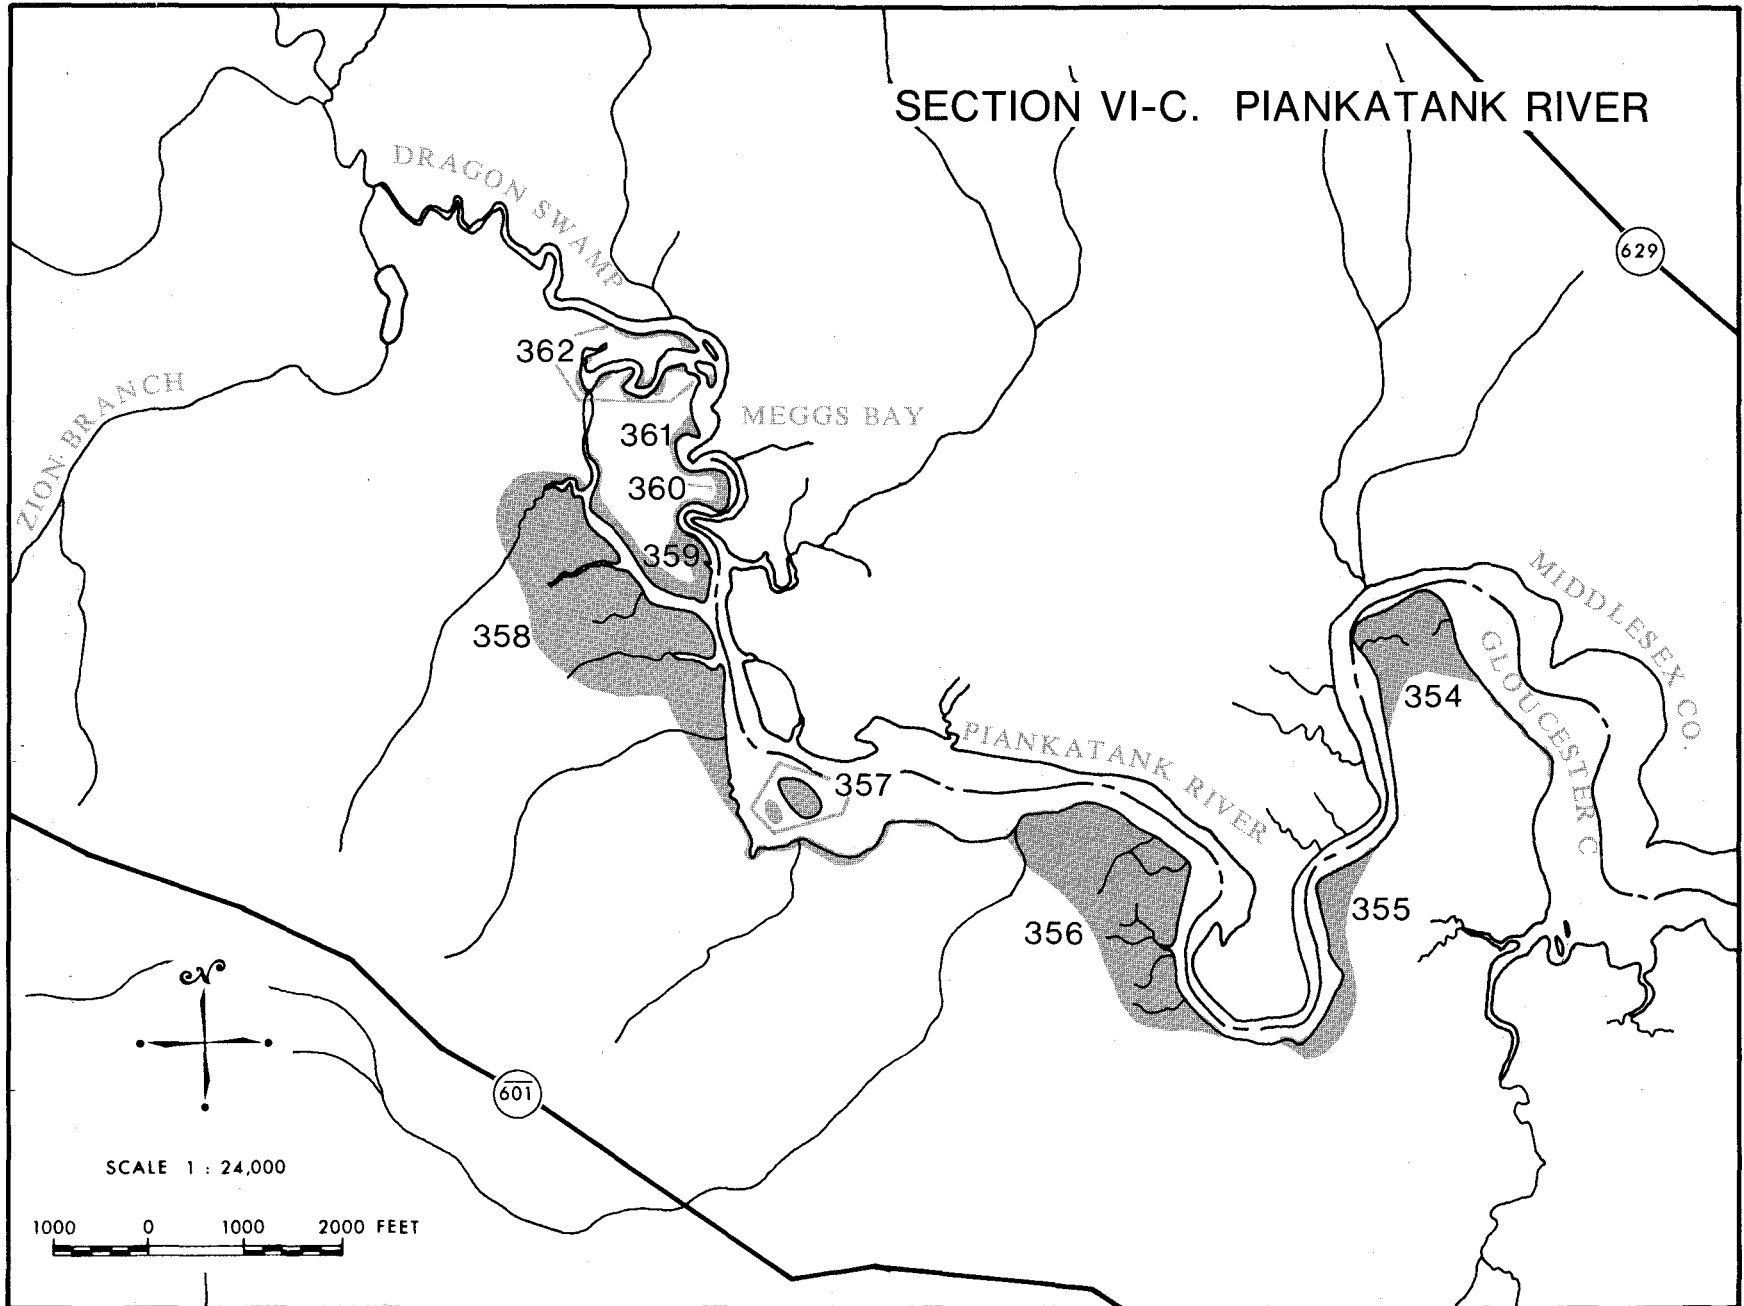 SECTION VI-C. PIANKATANK RIVER
DRAGON SWAMP
629
362
ZION BRANCH
MEGGS BAY
361
360
359
MIDDLESEX CO.
358
GLOUCESTER C
354
PIANKATANK RIVER
357
355
356
N
601
SCALE 1 : 24,000
1000 0 1000 2000 FEET